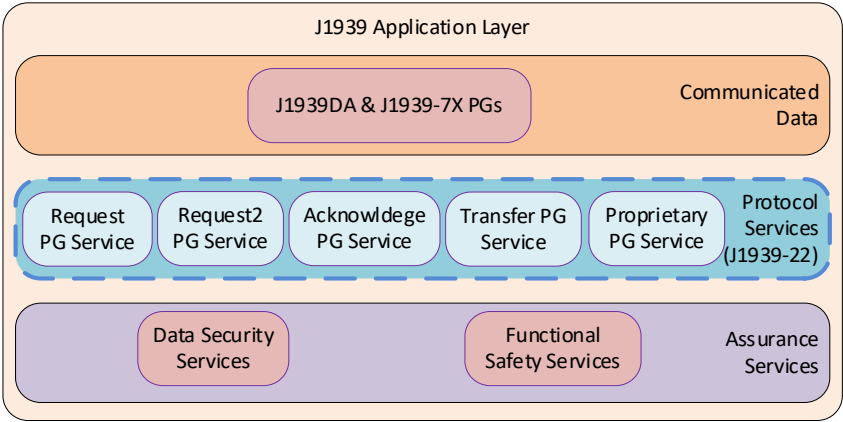 J1939 Application Layer
J1939DA & J1939-7X PGs
Communicated
Data
Request
PG Service
Request2
PG Service
Acknowldege
PG Service
Transfer PG
Service
Proprietary
PG Service
Protocol
Services
(J1939-22)
Data Security
Services
Functional
Safety Services
Assurance
Services